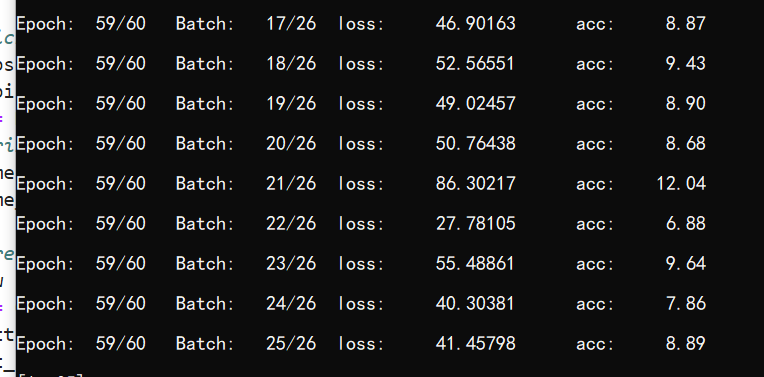 Epoch: 59/60 Batch: 17/26 loss: 46.90163 acc: 8.87
Epoch: 59/60 Batch: 18/26 loss: 52.56551 acc: 9.43
Epoch: 59/60 Batch: 19/26 loss: 49.02457 acc: 8.90
Epoch: 59/60 Batch: 20/26 loss: 50.76438 acc: 8.68
Epoch: 59/60 Batch: 21/26 loss: 86.30217 acc: 12.04
Epoch: 59/60 Batch: 22/26 loss: 27.78105 acc: 6.88
Epoch: 59/60 Batch: 23/26 loss: 55.48861 acc: 9.64
Epoch: 59/60 Batch: 24/26 loss: 40.30381 acc: 7.86
Epoch: 59/60 Batch: 25/26 loss: 41.45798 acc: 8.89